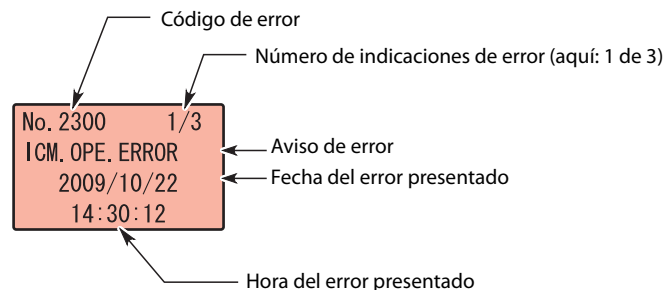 Código de error
Número de indicaciones de error (aquí: 1 de 3)
No. 2300 1/3
ICM. OPE. ERROR
Aviso de error
2009/10/22
Fecha del error presentado
14:30:12
Hora del error presentado